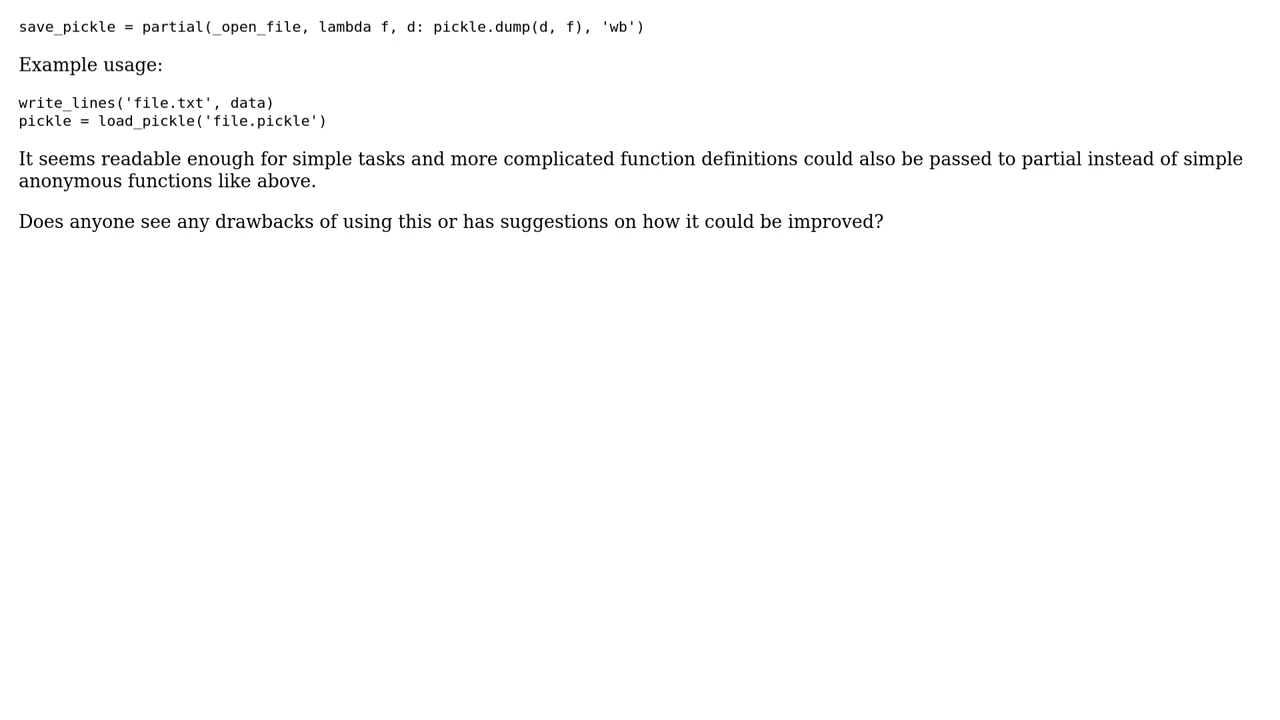 save_pickle = partial(_open_file, lambda f, d: pickle.dump(d, f), 'wb')
Example usage:
write_lines('file.txt', data)
pickle = load_pickle('file.pickle')
It seems readable enough for simple tasks and more complicated function definitions could also be passed to partial instead of simple
anonymous functions like above.
Does anyone see any drawbacks of using this or has suggestions on how it could be improved?